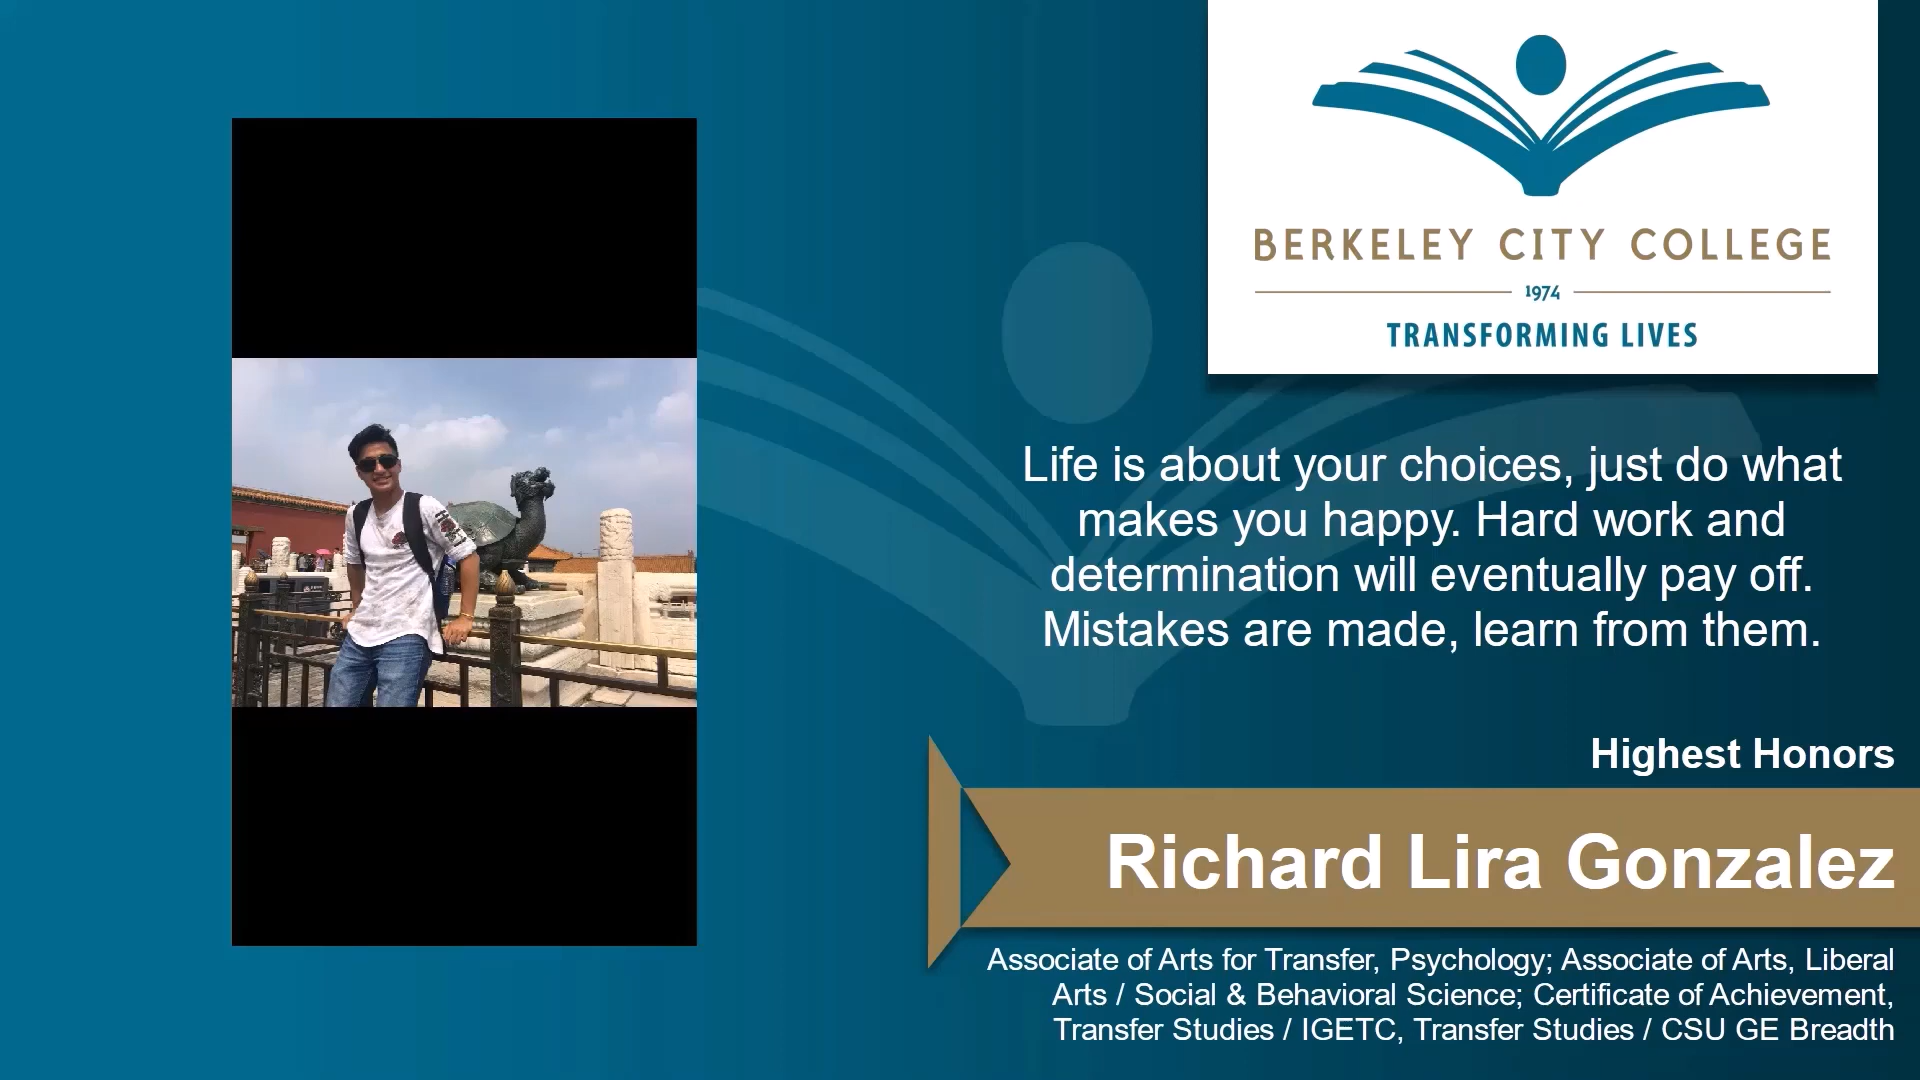 BERKELEY CITY COLLEGE
1974
TRANSFORMING LIVES
Life is about your choices, just do what
makes you happy. Hard work and
determination will eventually pay off.
Mistakes are made, learn from them.
Highest Honors
Richard Lira Gonzalez
Associate of Arts for Transfer, Psychology; Associate of Arts, Liberal
Arts / Social & Behavioral Science; Certificate of Achievement,
Transfer Studies / IGETC, Transfer Studies / CSU GE Breadth